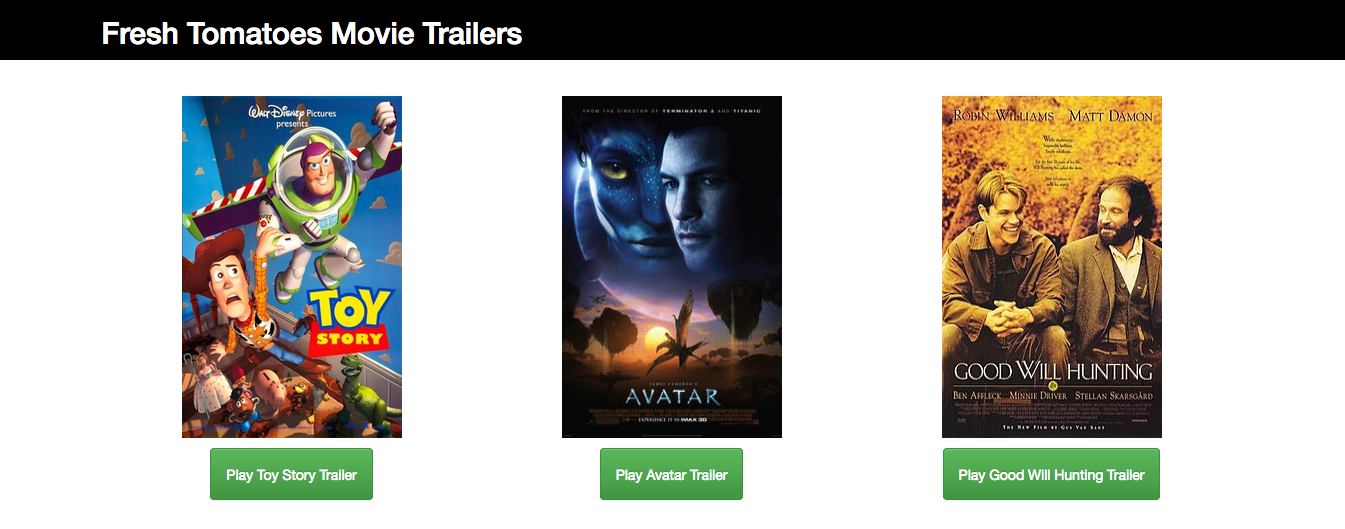 Fresh Tomatoes Movie Trailers
Walt Disney Pictures
presents
TOY
STORY
Play Toy Story Trailer
FROM THE DIRECTOR OF TERMINATOR 2 AND TITANIC
JAMES CAMERON'S
AVATAR
EXPERIENCE IT IN IMAX 3D
Play Avatar Trailer
ROBIN WILLIAMS MATT DAMON
GOOD WILL HUNTING
BEN AFFLECK MINNIE DRIVER STELLAN SKARSGÅRD
THE NEW FILM BY GUS VAN SANT
Play Good Will Hunting Trailer